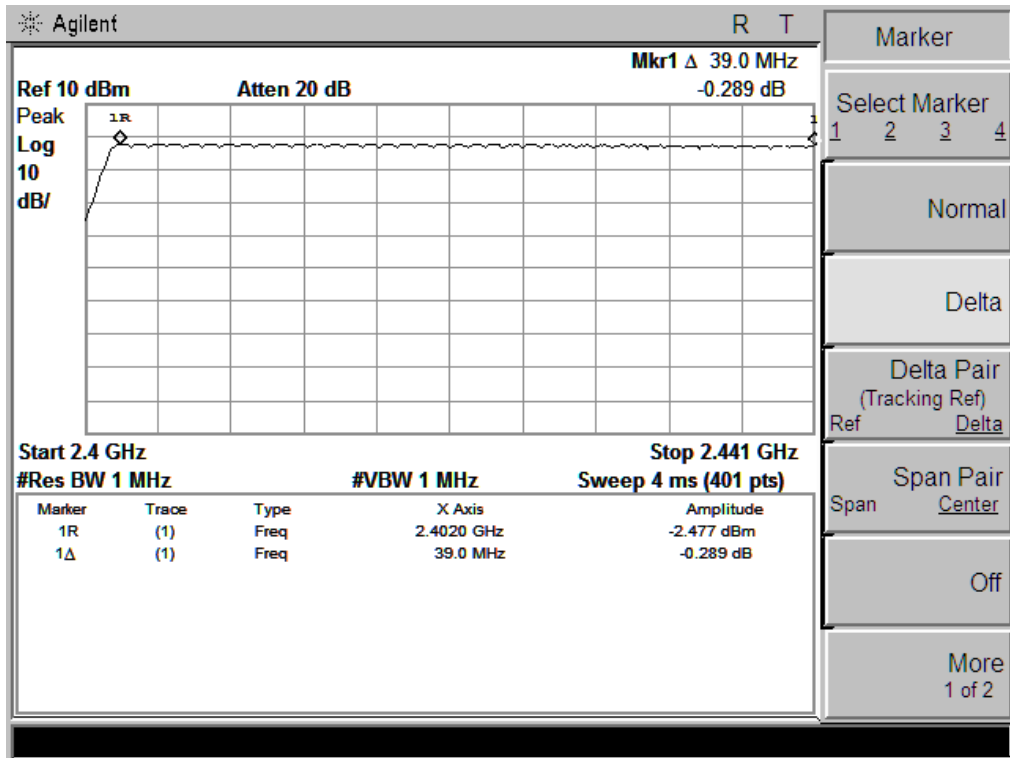 Agilent R T
Mkr1 Δ 39.0 MHz
Ref 10 dBm Atten 20 dB -0.289 dB
Peak
Log
10
dB/
1R
1
Start 2.4 GHz Stop 2.441 GHz
#Res BW 1 MHz #VBW 1 MHz Sweep 4 ms (401 pts)
Marker Trace Type X Axis Amplitude
1R (1) Freq 2.4020 GHz -2.477 dBm
1Δ (1) Freq 39.0 MHz -0.289 dB
Marker
Select Marker
1 2 3 4
Normal
Delta
Delta Pair
(Tracking Ref)
Ref Delta
Span Pair
Span Center
Off
More
1 of 2